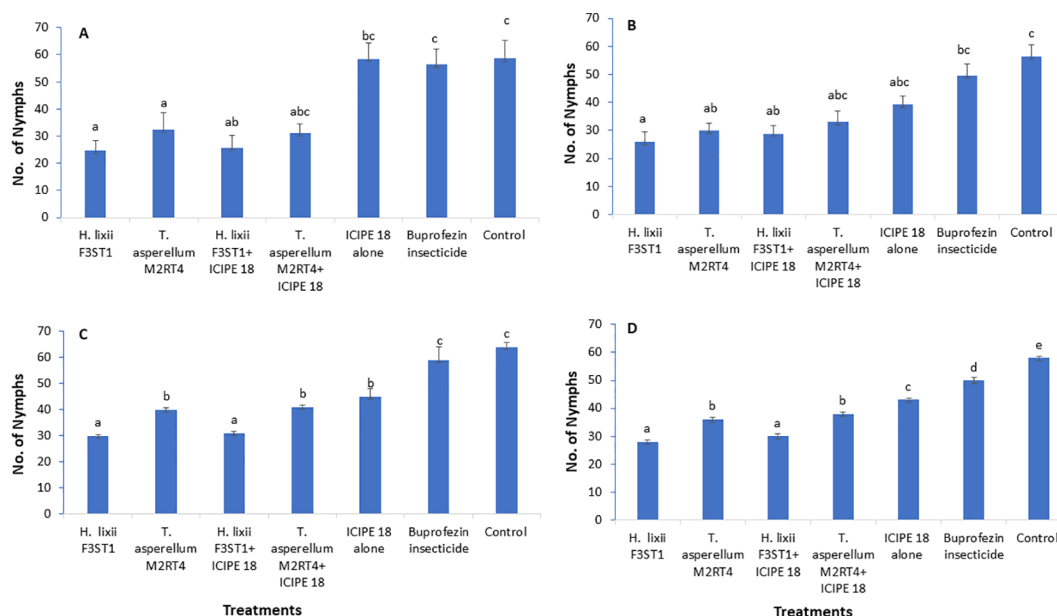 A
No. of Nymphs
70
60
50
40
30
20
10
0
a
a
ab
abc
bc
c
c
H. lixii
F3ST1
T.
asperellum
M2RT4
H. lixii
F3ST1+
ICIPE 18
T.
asperellum
M2RT4+
ICIPE 18
ICIPE 18
alone
Buprofezin
insecticide
Control
B
No. of Nymphs
70
60
50
40
30
20
10
0
a
ab
ab
abc
abc
bc
c
H. lixii
F3ST1
T.
asperellum
M2RT4
H. lixii
F3ST1+
ICIPE 18
T.
asperellum
M2RT4+
ICIPE 18
ICIPE 18
alone
Buprofezin
insecticide
Control
C
No. of Nymphs
70
60
50
40
30
20
10
0
a
b
a
b
b
c
c
H. lixii
F3ST1
T.
asperellum
M2RT4
H. lixii
F3ST1+
ICIPE 18
T.
asperellum
M2RT4+
ICIPE 18
ICIPE 18
alone
Buprofezin
insecticide
Control
Treatments
D
No. of Nymphs
70
60
50
40
30
20
10
0
a
b
a
b
c
d
e
H. lixii
F3ST1
T.
asperellum
M2RT4
H. lixii
F3ST1+
ICIPE 18
T.
asperellum
M2RT4+
ICIPE 18
ICIPE 18
alone
Buprofezin
insecticide
Control
Treatments